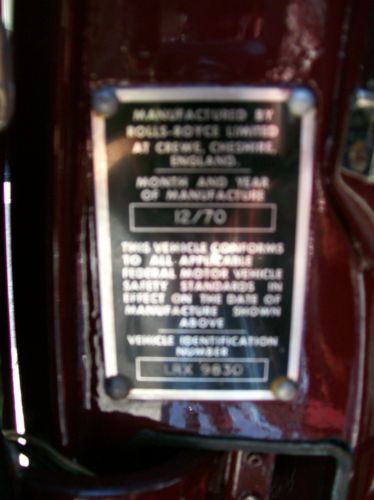 MANUFACTURED BY
ROLLS-ROYCE LIMITED
AT CREWE, CHESHIRE,
ENGLAND.
MONTH AND YEAR
OF MANUFACTURE
12/70
THIS VEHICLE CONFORMS
TO ALL APPLICABLE
FEDERAL MOTOR VEHICLE
SAFETY STANDARDS IN
EFFECT ON THE DATE OF
MANUFACTURE SHOWN
ABOVE
VEHICLE IDENTIFICATION
NUMBER
LRX 9830